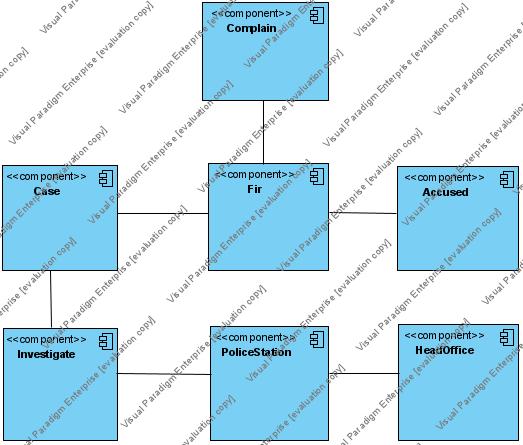 <<component>>
Complain
<<component>>
Case
<<component>>
Fir
<<component>>
Accused
<<component>>
Investigate
<<component>>
PoliceStation
<<component>>
HeadOffice
Visual Paradigm Enterprise [evaluation copy]